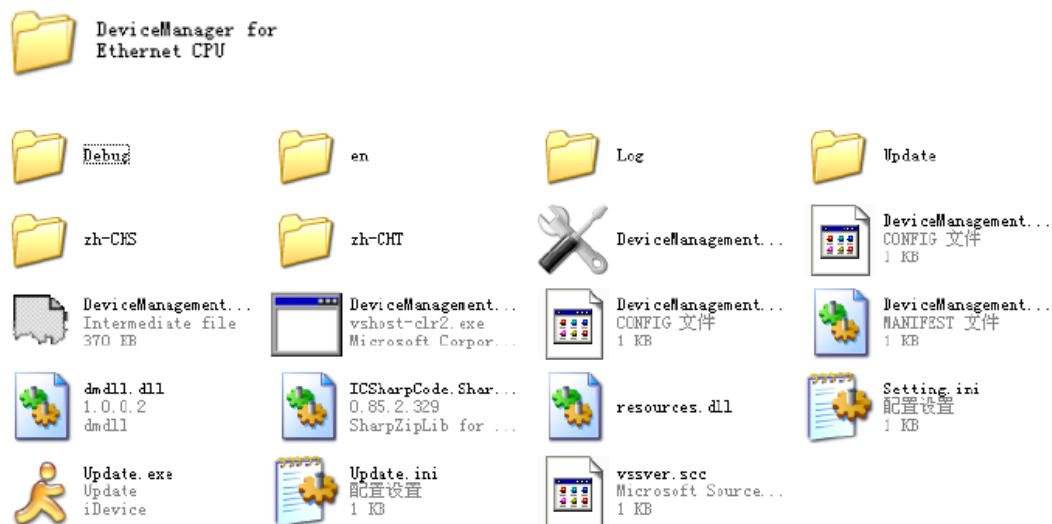 DeviceManager for
Ethernet CPU
Debug
en
Log
Update
zh-CHS
zh-CHT
DeviceManagement...
DeviceManagement...
CONFIG 文件
1 KB
DeviceManagement...
Intermediate file
370 KB
DeviceManagement...
vshost-clr2.exe
Microsoft Corpor...
DeviceManagement...
CONFIG 文件
1 KB
DeviceManagement...
MANIFEST 文件
1 KB
dmdll.dll
1.0.0.2
dmdll
ICSharpCode.Shar...
0.85.2.329
SharpZipLib for ...
resources.dll
Setting.ini
配置设置
1 KB
Update.exe
Update
iDevice
Update.ini
配置设置
1 KB
vssver.scc
Microsoft Source...
1 KB